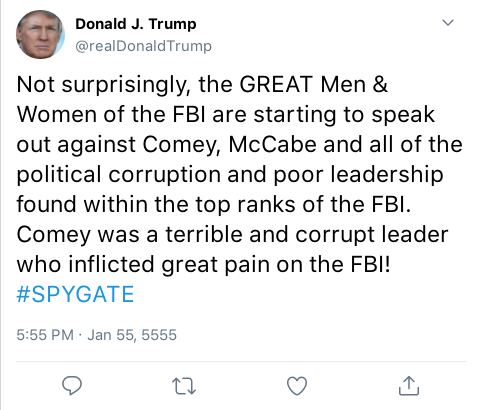 Donald J. Trump
@realDonaldTrump
Not surprisingly, the GREAT Men &
Women of the FBI are starting to speak
out against Comey, McCabe and all of the
political corruption and poor leadership
found within the top ranks of the FBI.
Comey was a terrible and corrupt leader
who inflicted great pain on the FBI!
#SPYGATE
5:55 PM · Jan 55, 5555